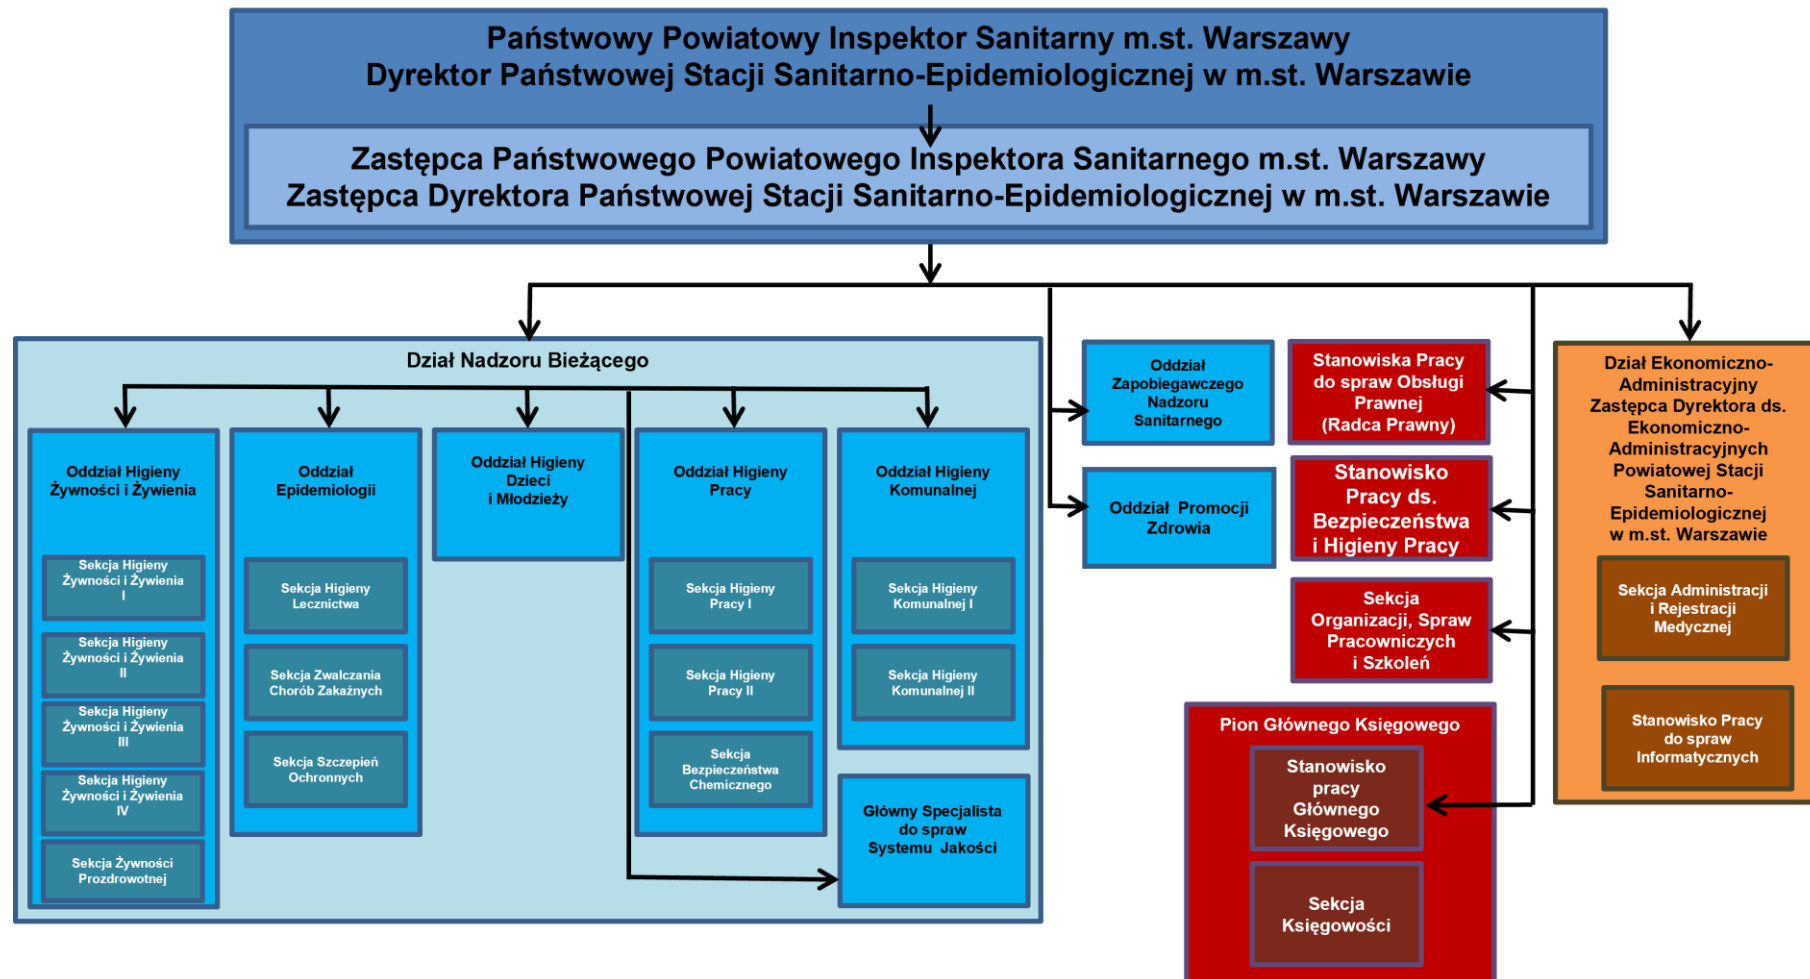 Państwowy Powiatowy Inspektor Sanitarny m.st. Warszawy
Dyrektor Państwowej Stacji Sanitarno-Epidemiologicznej w m.st. Warszawie
Zastępca Państwowego Powiatowego Inspektora Sanitarnego m.st. Warszawy
Zastępca Dyrektora Państwowej Stacji Sanitarno-Epidemiologicznej w m.st. Warszawie
Dział Nadzoru Bieżącego
Oddział Higieny
Żywności i Żywienia
Sekcja Higieny
Żywności i Żywienia
I
Sekcja Higieny
Żywności i Żywienia
II
Sekcja Higieny
Żywności i Żywienia
III
Sekcja Higieny
Żywności i Żywienia
IV
Sekcja Żywności
Prozdrowotnej
Oddział
Epidemiologii
Sekcja Higieny
Lecznictwa
Sekcja Zwalczania
Chorób Zakaźnych
Sekcja Szczepień
Ochronnych
Oddział Higieny
Dzieci
i Młodzieży
Oddział Higieny
Pracy
Sekcja Higieny
Pracy I
Sekcja Higieny
Pracy II
Sekcja
Bezpieczeństwa
Chemicznego
Oddział Higieny
Komunalnej
Sekcja Higieny
Komunalnej I
Sekcja Higieny
Komunalnej II
Główny Specjalista
do spraw
Systemu Jakości
Oddział
Zapobiegawczego
Nadzoru
Sanitarnego
Oddział Promocji
Zdrowia
Stanowiska Pracy
do spraw Obsługi
Prawnej
(Radca Prawny)
Stanowisko
Pracy ds.
Bezpieczeństwa
i Higieny Pracy
Sekcja
Organizacji, Spraw
Pracowniczych
i Szkoleń
Pion Głównego Księgowego
Stanowisko
pracy
Głównego
Księgowego
Sekcja
Księgowości
Dział Ekonomiczno-
Administracyjny
Zastępca Dyrektora ds.
Ekonomiczno-
Administracyjnych
Powiatowej Stacji
Sanitarno-
Epidemiologicznej
w m.st. Warszawie
Sekcja Administracji
i Rejestracji
Medycznej
Stanowisko Pracy
do spraw
Informatycznych